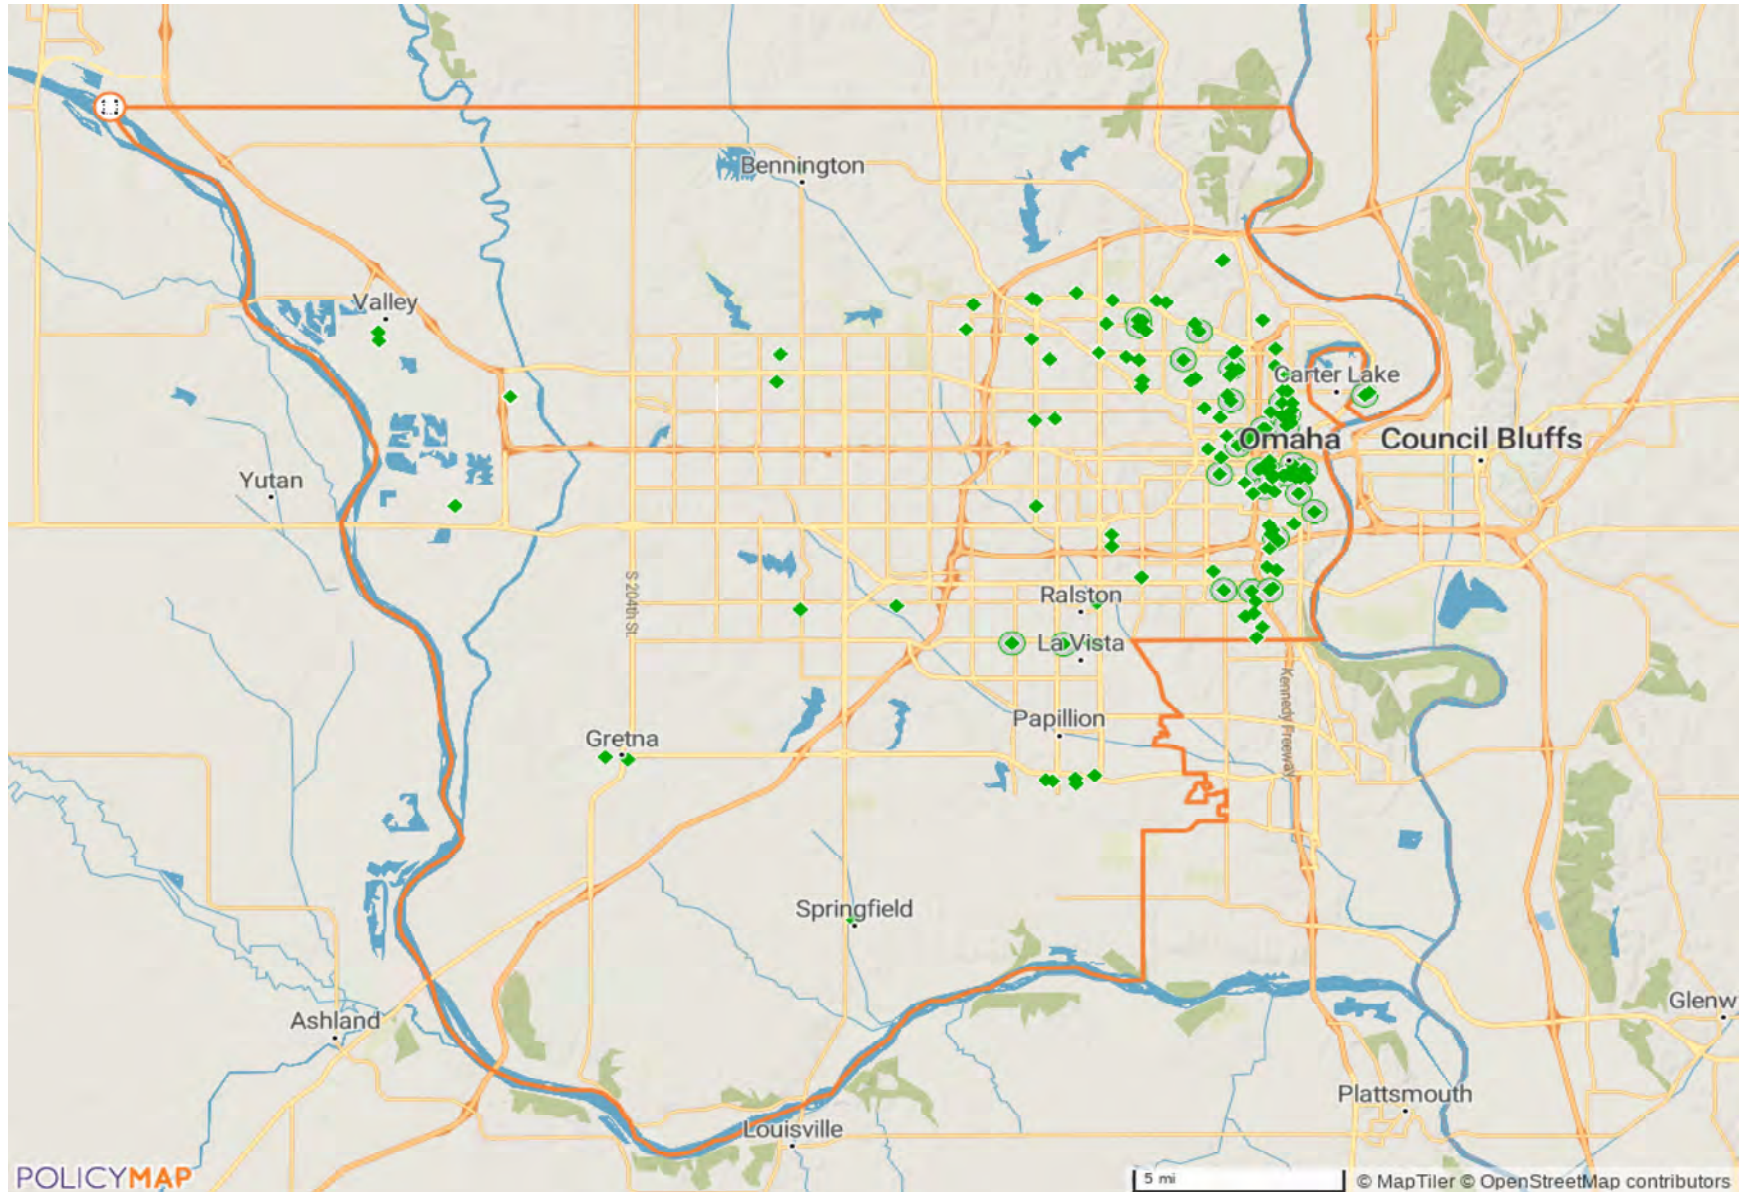 Bennington
Valley
Carter Lake
Omaha
Council Bluffs
Yutan
S 204th St.
Ralston
La Vista
Kennedy Freeway
Papillion
Gretna
Springfield
Glenw
Ashland
Plattsmouth
Louisville
POLICYMAP
5 mi
© MapTiler © OpenStreetMap contributors